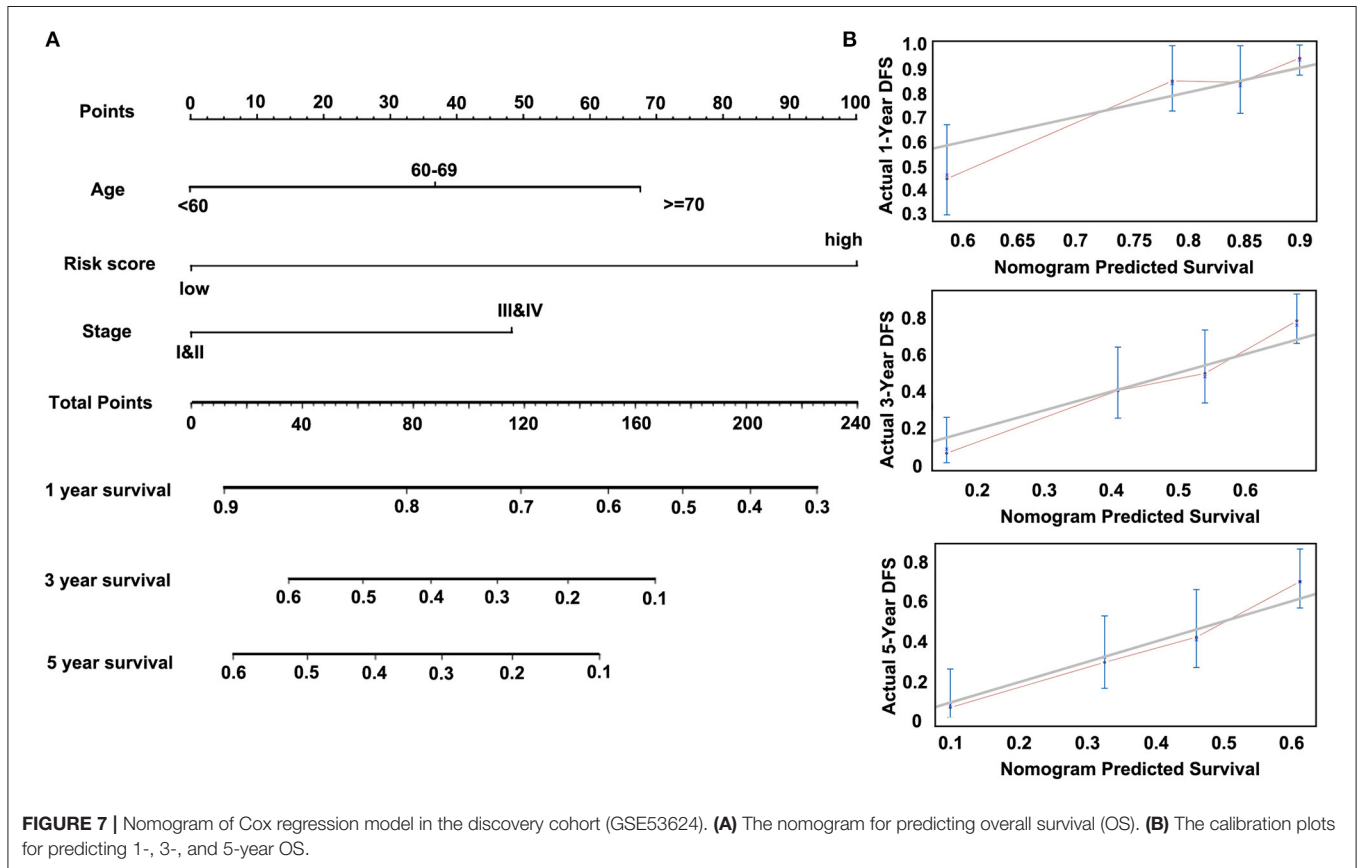 A
Points
0 10 20 30 40 50 60 70 80 90 100
Age
60-69
<60
>=70
Risk score
high
low
Stage
III&IV
I&II
Total Points
0 40 80 120 160 200 240
1 year survival
0.9 0.8 0.7 0.6 0.5 0.4 0.3
3 year survival
0.6 0.5 0.4 0.3 0.2 0.1
5 year survival
0.6 0.5 0.4 0.3 0.2 0.1
B
Actual 1-Year DFS
1.0
0.9
0.8
0.7
0.6
0.5
0.4
0.3
0.6 0.65 0.7 0.75 0.8 0.85 0.9
Nomogram Predicted Survival
Actual 3-Year DFS
0.8
0.6
0.4
0.2
0
0.2 0.3 0.4 0.5 0.6
Nomogram Predicted Survival
Actual 5-Year DFS
0.8
0.6
0.4
0.2
0
0.1 0.2 0.3 0.4 0.5 0.6
Nomogram Predicted Survival
FIGURE 7 | Nomogram of Cox regression model in the discovery cohort (GSE53624). (A) The nomogram for predicting overall survival (OS). (B) The calibration plots
for predicting 1-, 3-, and 5-year OS.